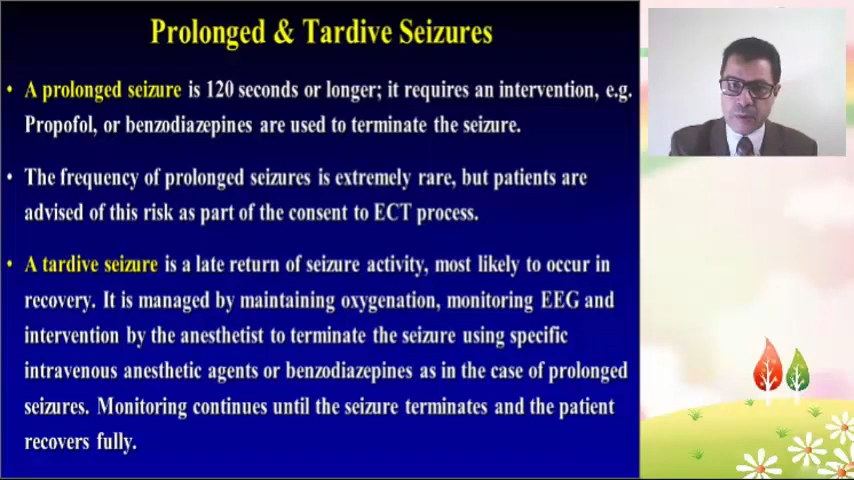 Prolonged & Tardive Seizures
• A prolonged seizure is 120 seconds or longer; it requires an intervention, e.g.
Propofol, or benzodiazepines are used to terminate the seizure.
• The frequency of prolonged seizures is extremely rare, but patients are
advised of this risk as part of the consent to ECT process.
• A tardive seizure is a late return of seizure activity, most likely to occur in
recovery. It is managed by maintaining oxygenation, monitoring EEG and
intervention by the anesthetist to terminate the seizure using specific
intravenous anesthetic agents or benzodiazepines as in the case of prolonged
seizures. Monitoring continues until the seizure terminates and the patient
recovers fully.